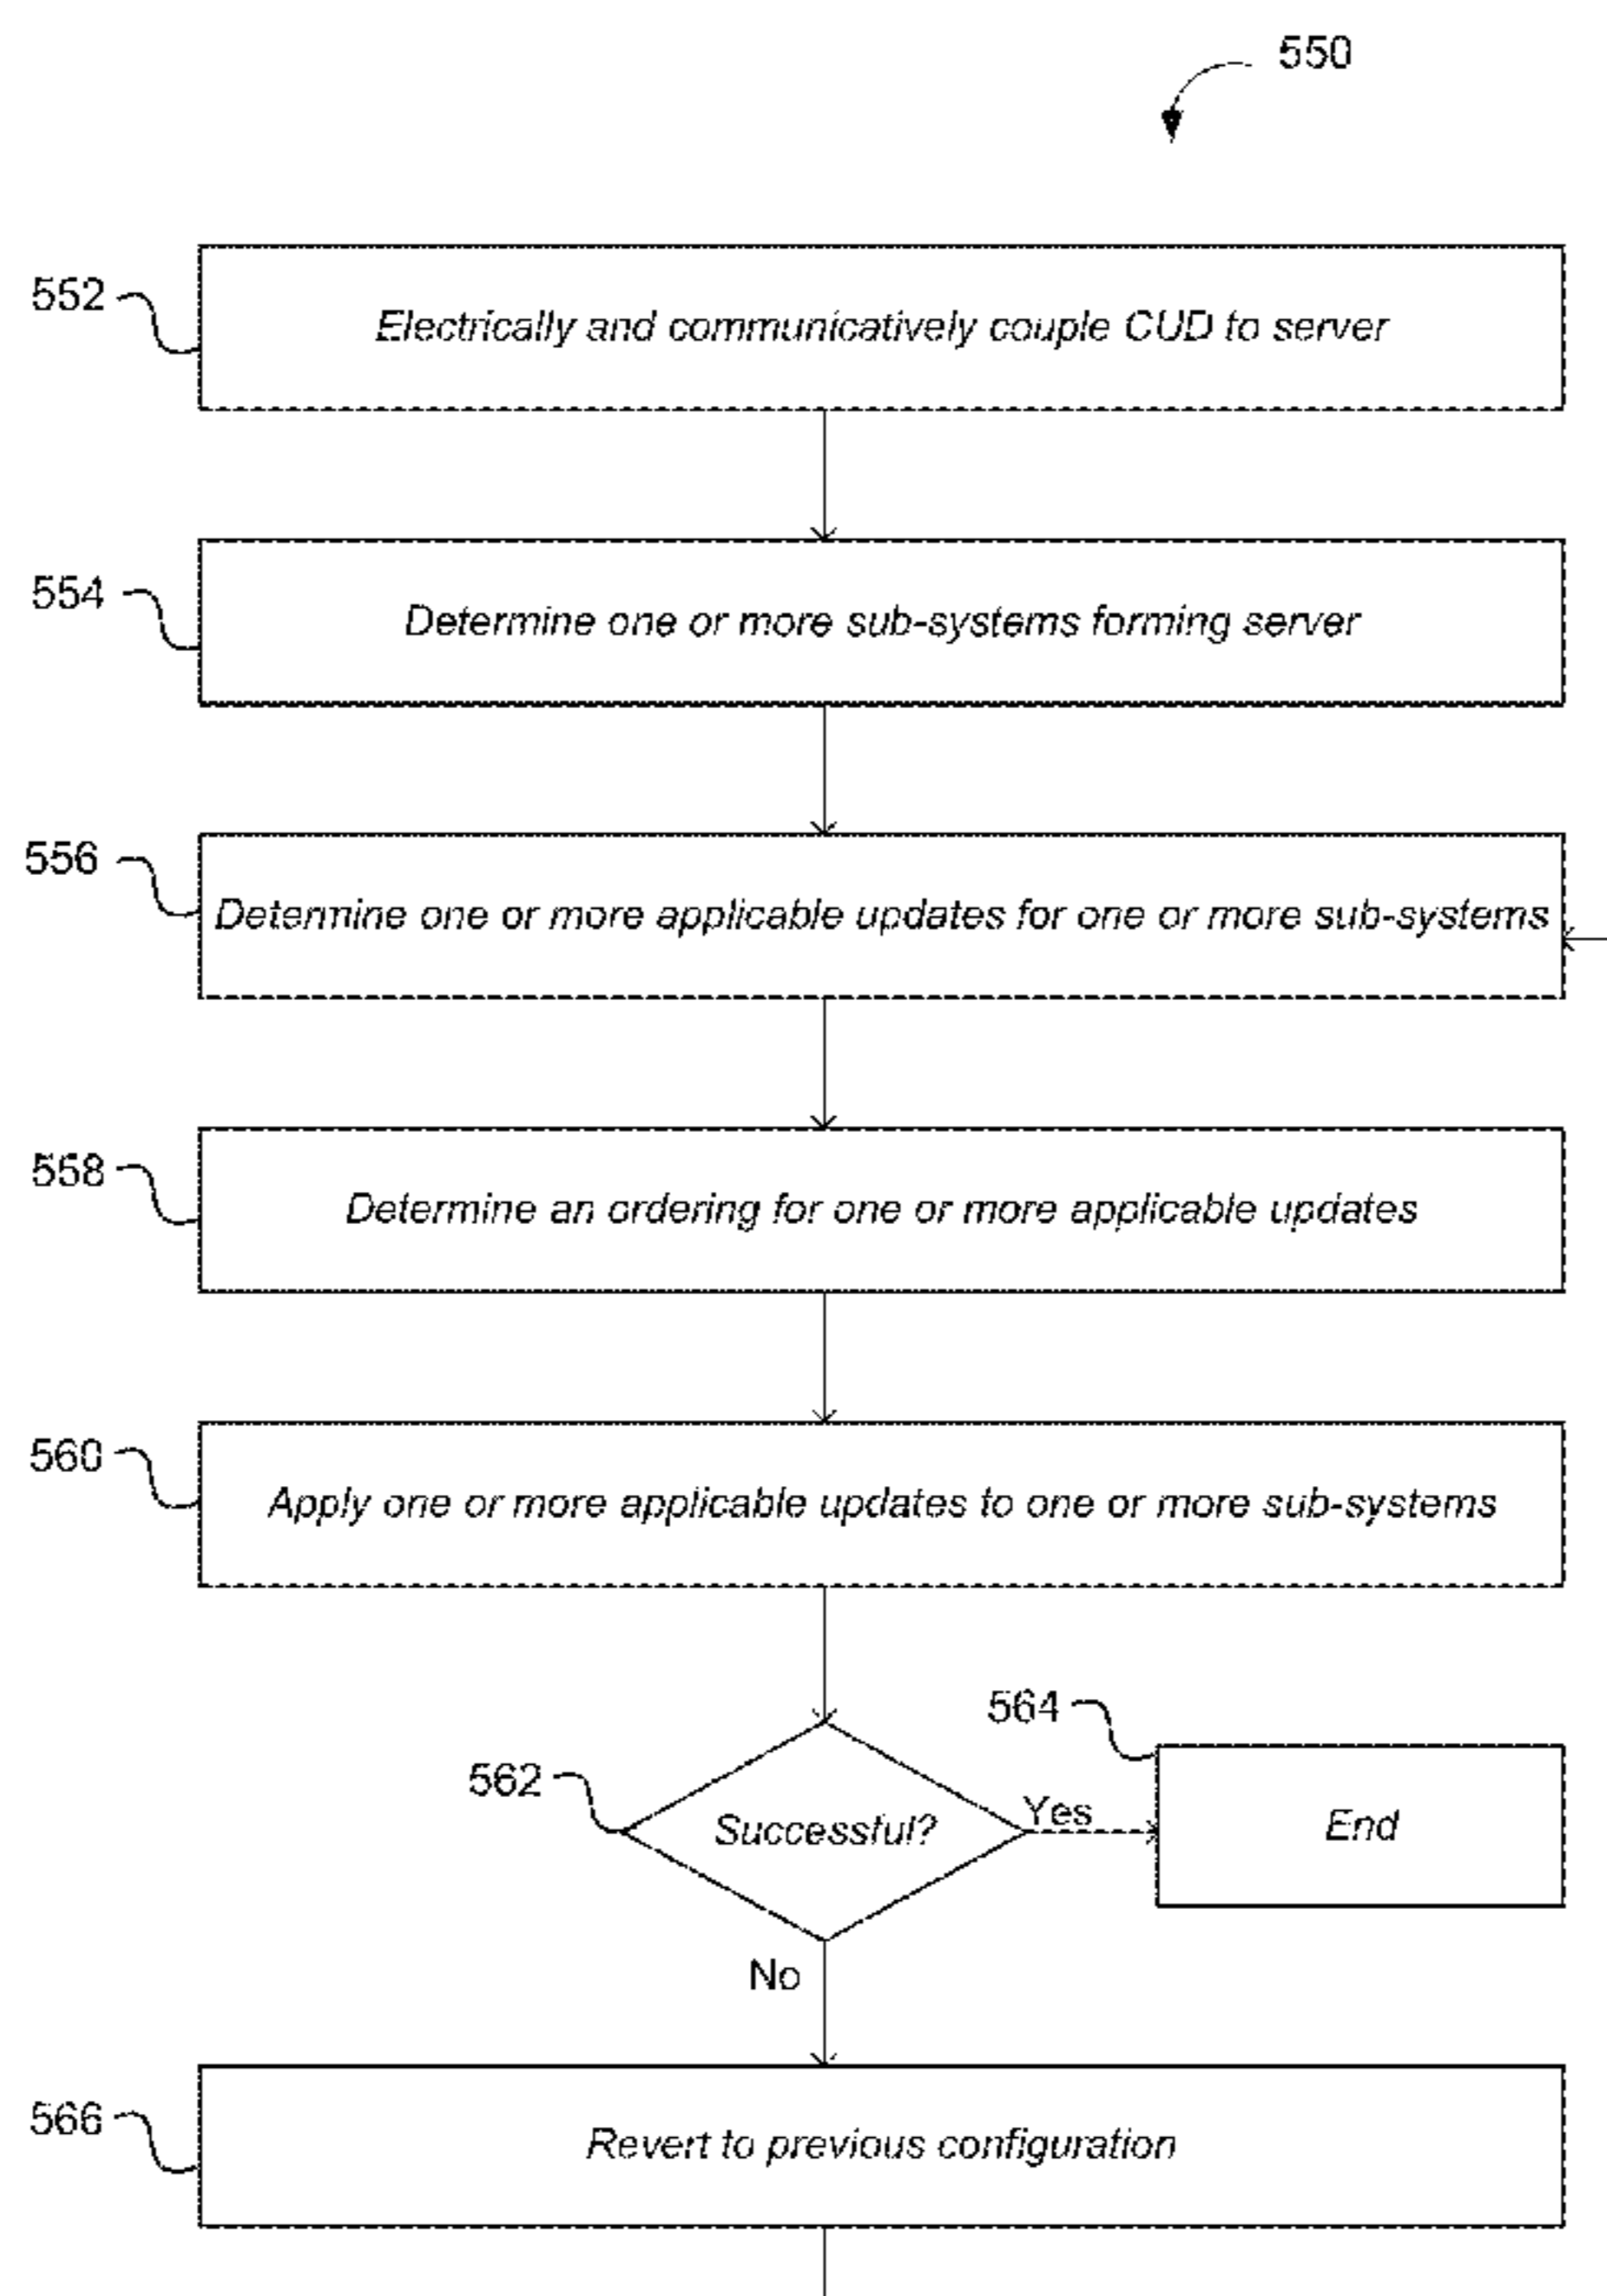 550
552
Electrically and communicatively couple CUD to server
554
Determine one or more sub-systems forming server
556
Determine one or more applicable updates for one or more sub-systems
558
Determine an ordering for one or more applicable updates
560
Apply one or more applicable updates to one or more sub-systems
564
562
Successful?
Yes
End
No
566
Revert to previous configuration